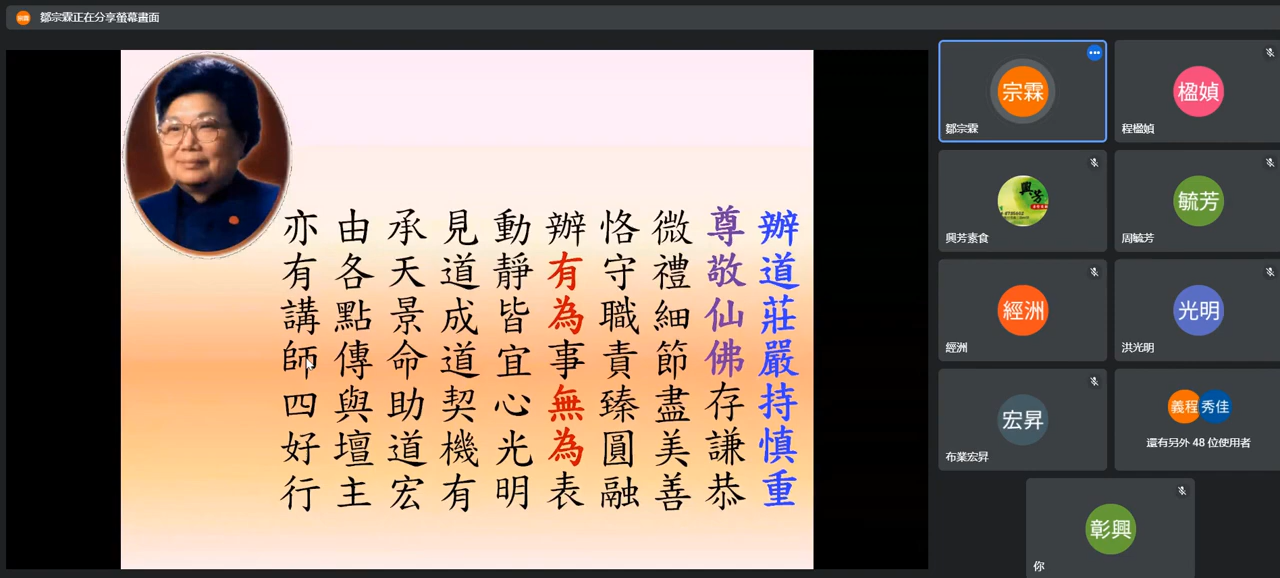 鄒宗霖正在分享螢幕畫面
辦道莊嚴持慎重
尊敬仙佛存謙恭
微禮細節盡美善
恪守職責臻圓融
辦有為事無為表
動靜皆宜心光明
見道成道契機有
承天景命助道宏
由各點傳與壇主
亦有講師四好行
宗霖
鄒宗霖
楹媜
程楹媜
興芳
興芳素食
毓芳
周毓芳
經洲
經洲
光明
洪光明
宏昇
布業宏昇
義程
秀佳
還有另外 48 位使用者
彰興
你